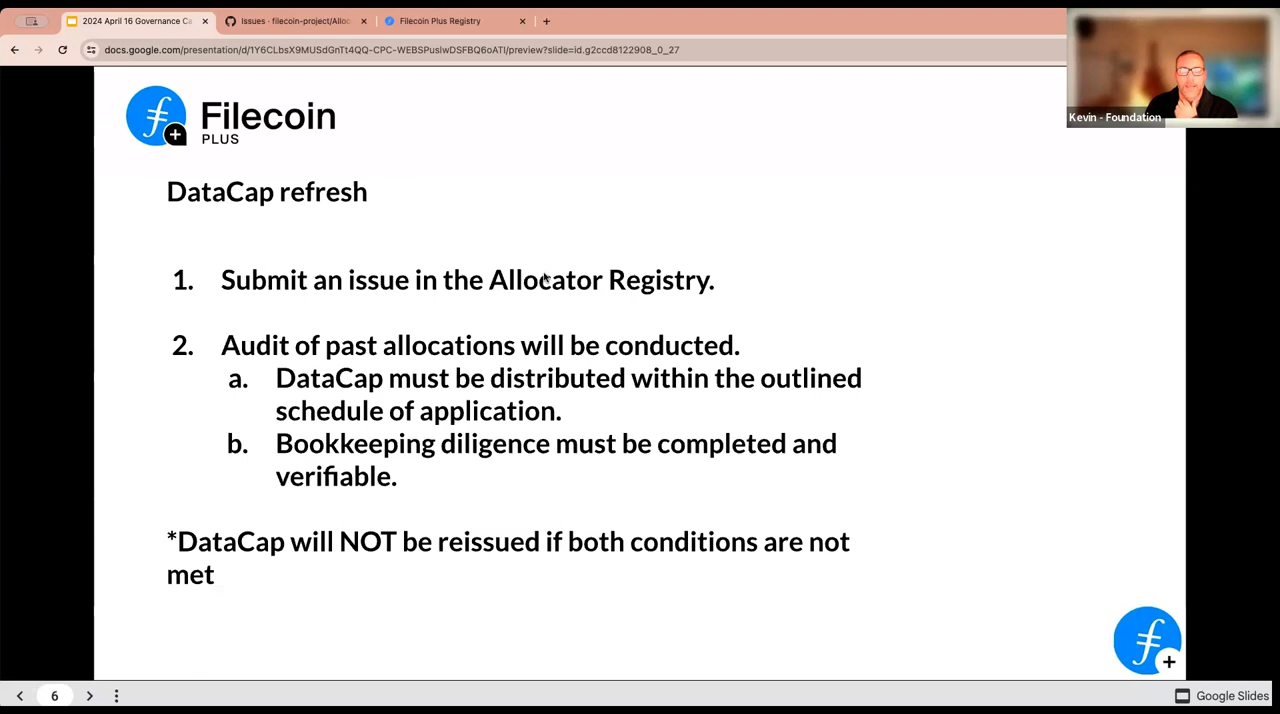 2024 April 16 Governance Ca
Issues · filecoin-project/Alloc
Filecoin Plus Registry
docs.google.com/presentation/d/1Y6CLbsX9MUSdGnTt4QQ-CPC-WEBSPuslwDSFBQ6oATI/preview?slide=id.g2ccd8122908_0_27
Kevin - Foundation
Filecoin
PLUS
DataCap refresh
1. Submit an issue in the Allocator Registry.
2. Audit of past allocations will be conducted.
a. DataCap must be distributed within the outlined
schedule of application.
b. Bookkeeping diligence must be completed and
verifiable.
*DataCap will NOT be reissued if both conditions are not
met
6
Google Slides